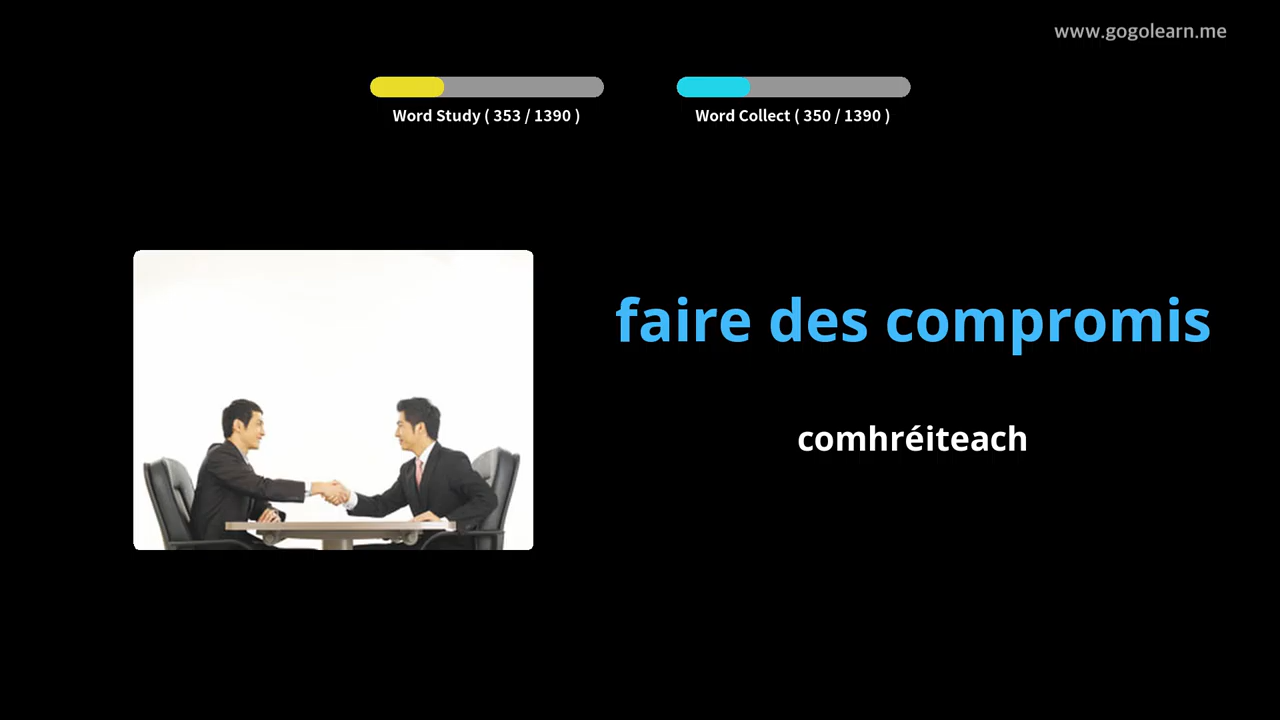 www.gogolearn.me
Word Study ( 353 / 1390 )
Word Collect ( 350 / 1390 )
faire des compromis
comhréiteach